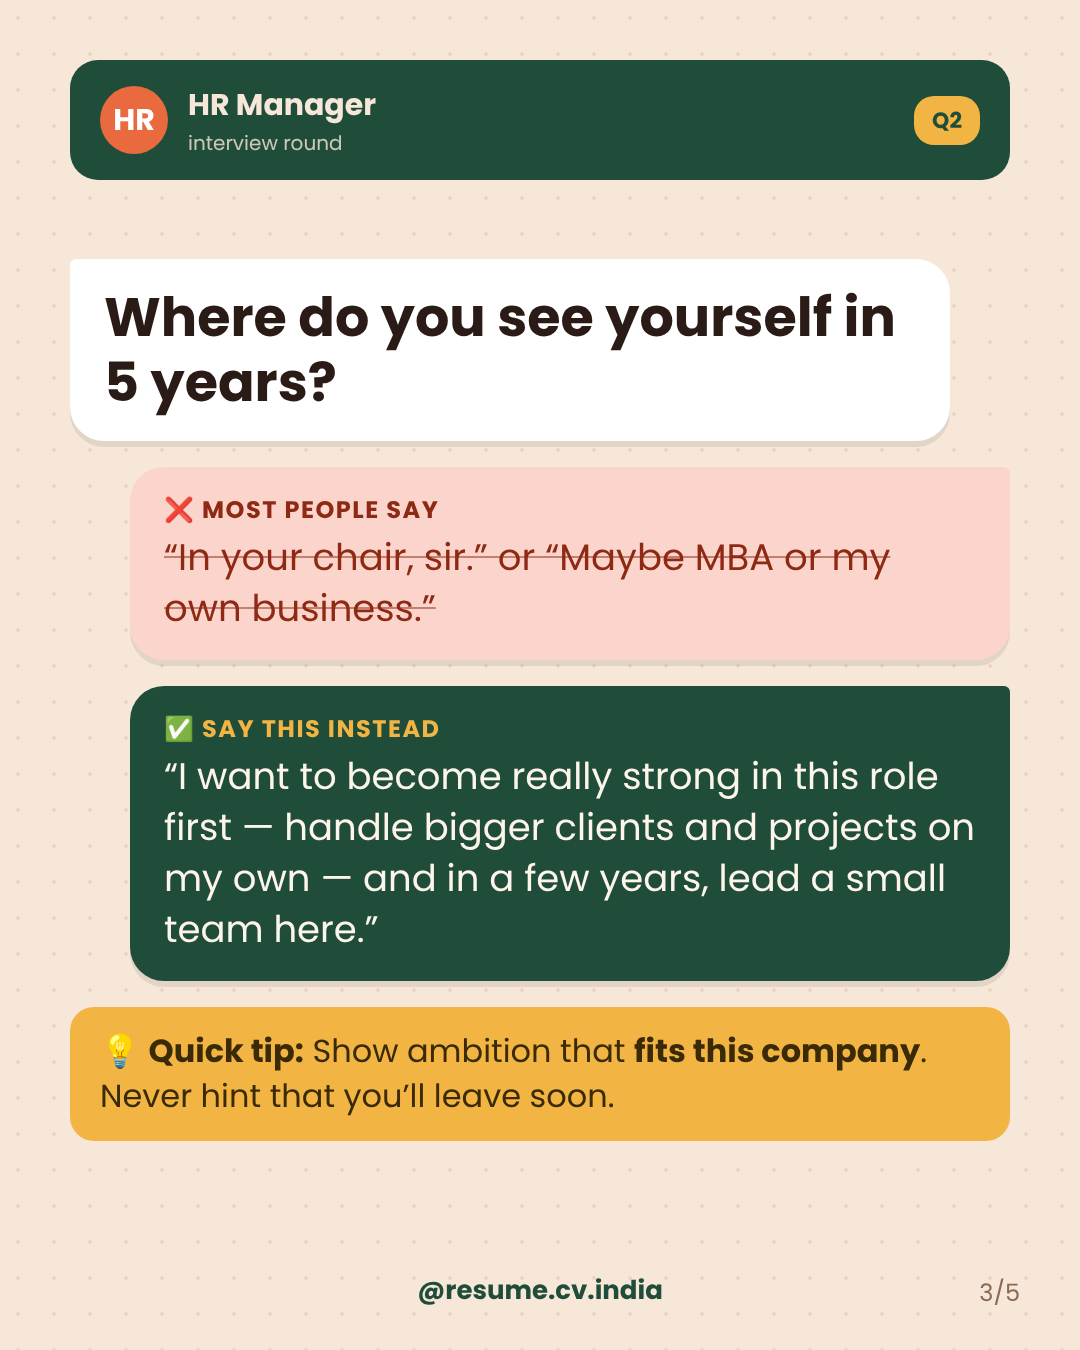 HR
HR Manager
interview round
Q2
Where do you see yourself in
5 years?
❌ MOST PEOPLE SAY
“In your chair, sir.” or “Maybe MBA or my
own business.”
✅ SAY THIS INSTEAD
“I want to become really strong in this role
first — handle bigger clients and projects on
my own — and in a few years, lead a small
team here.”
💡 Quick tip: Show ambition that fits this company.
Never hint that you’ll leave soon.
@resume.cv.india
3/5